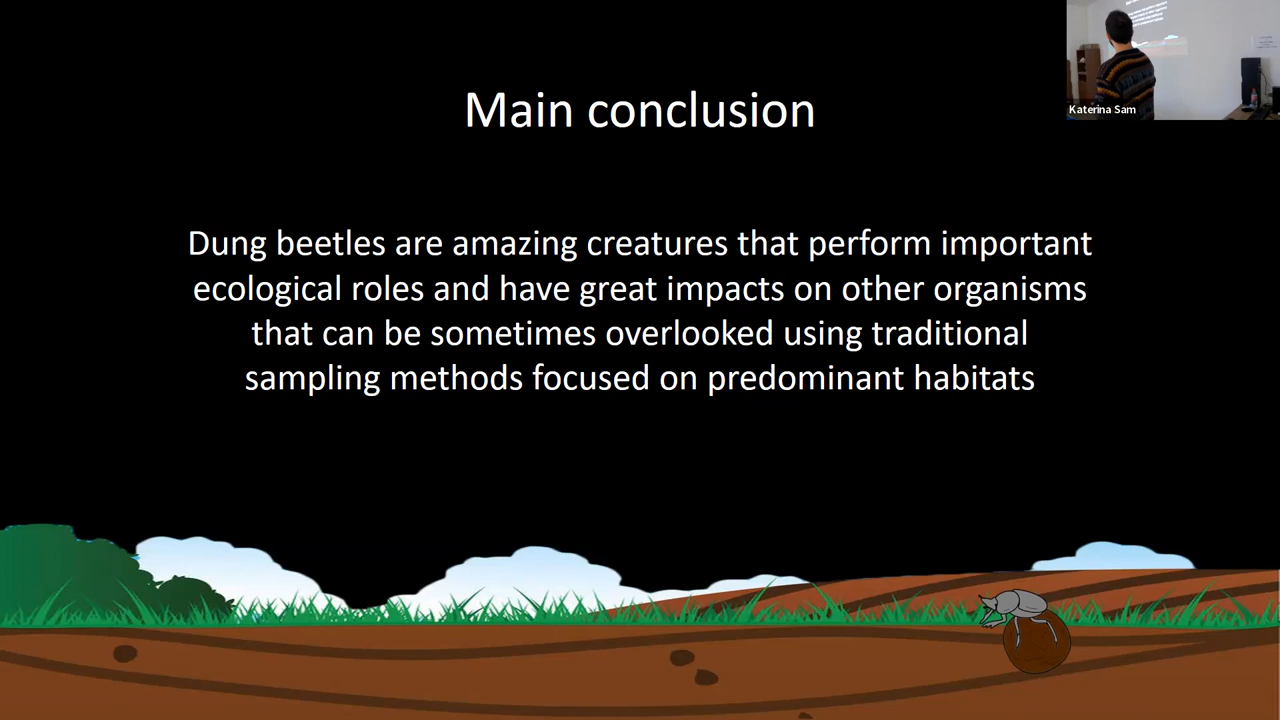 Main conclusion
Dung beetles are amazing creatures that perform important
ecological roles and have great impacts on other organisms
that can be sometimes overlooked using traditional
sampling methods focused on predominant habitats
Katerina Sam